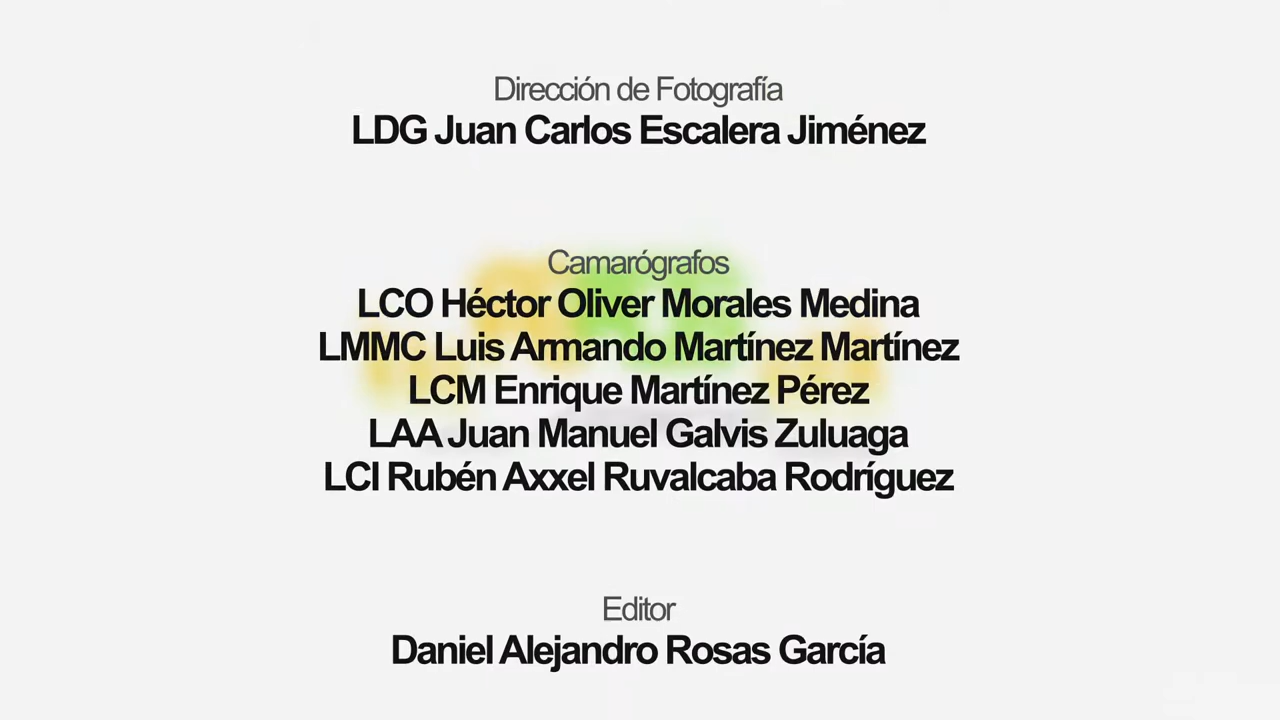 Dirección de Fotografía
LDG Juan Carlos Escalera Jiménez
Camarógrafos
LCO Héctor Oliver Morales Medina
LMMC Luis Armando Martínez Martínez
LCM Enrique Martínez Pérez
LAA Juan Manuel Galvis Zuluaga
LCI Rubén Axxel Ruvalcaba Rodríguez
Editor
Daniel Alejandro Rosas García